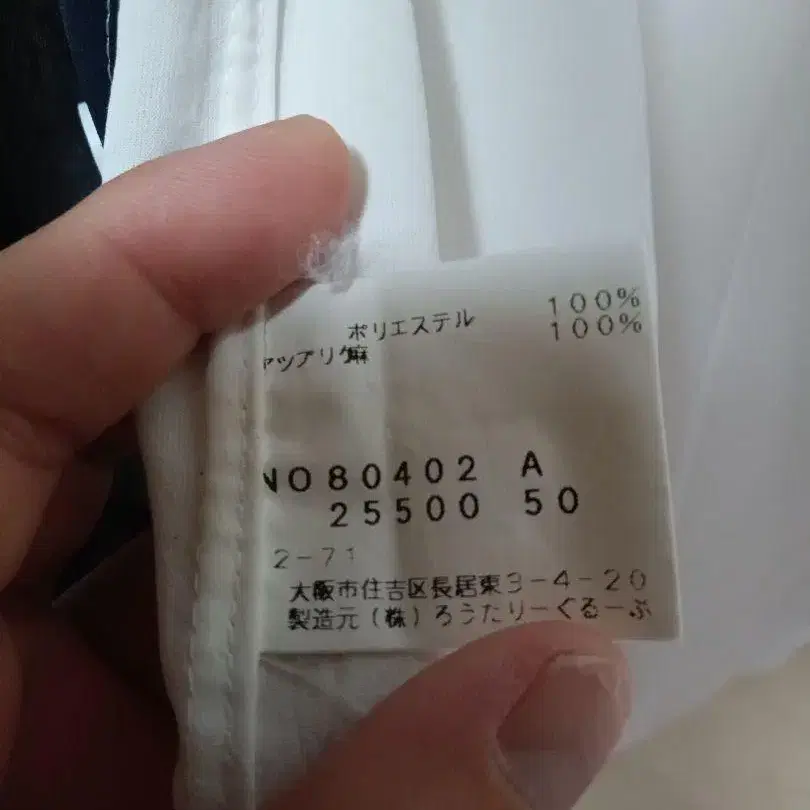 ポリエステル 100%
アップリケ麻 100%
NO80402 A
25500 50
2-71
大阪市住吉区長居東3-4-20
製造元(株)ろうたりーぐるーぷ